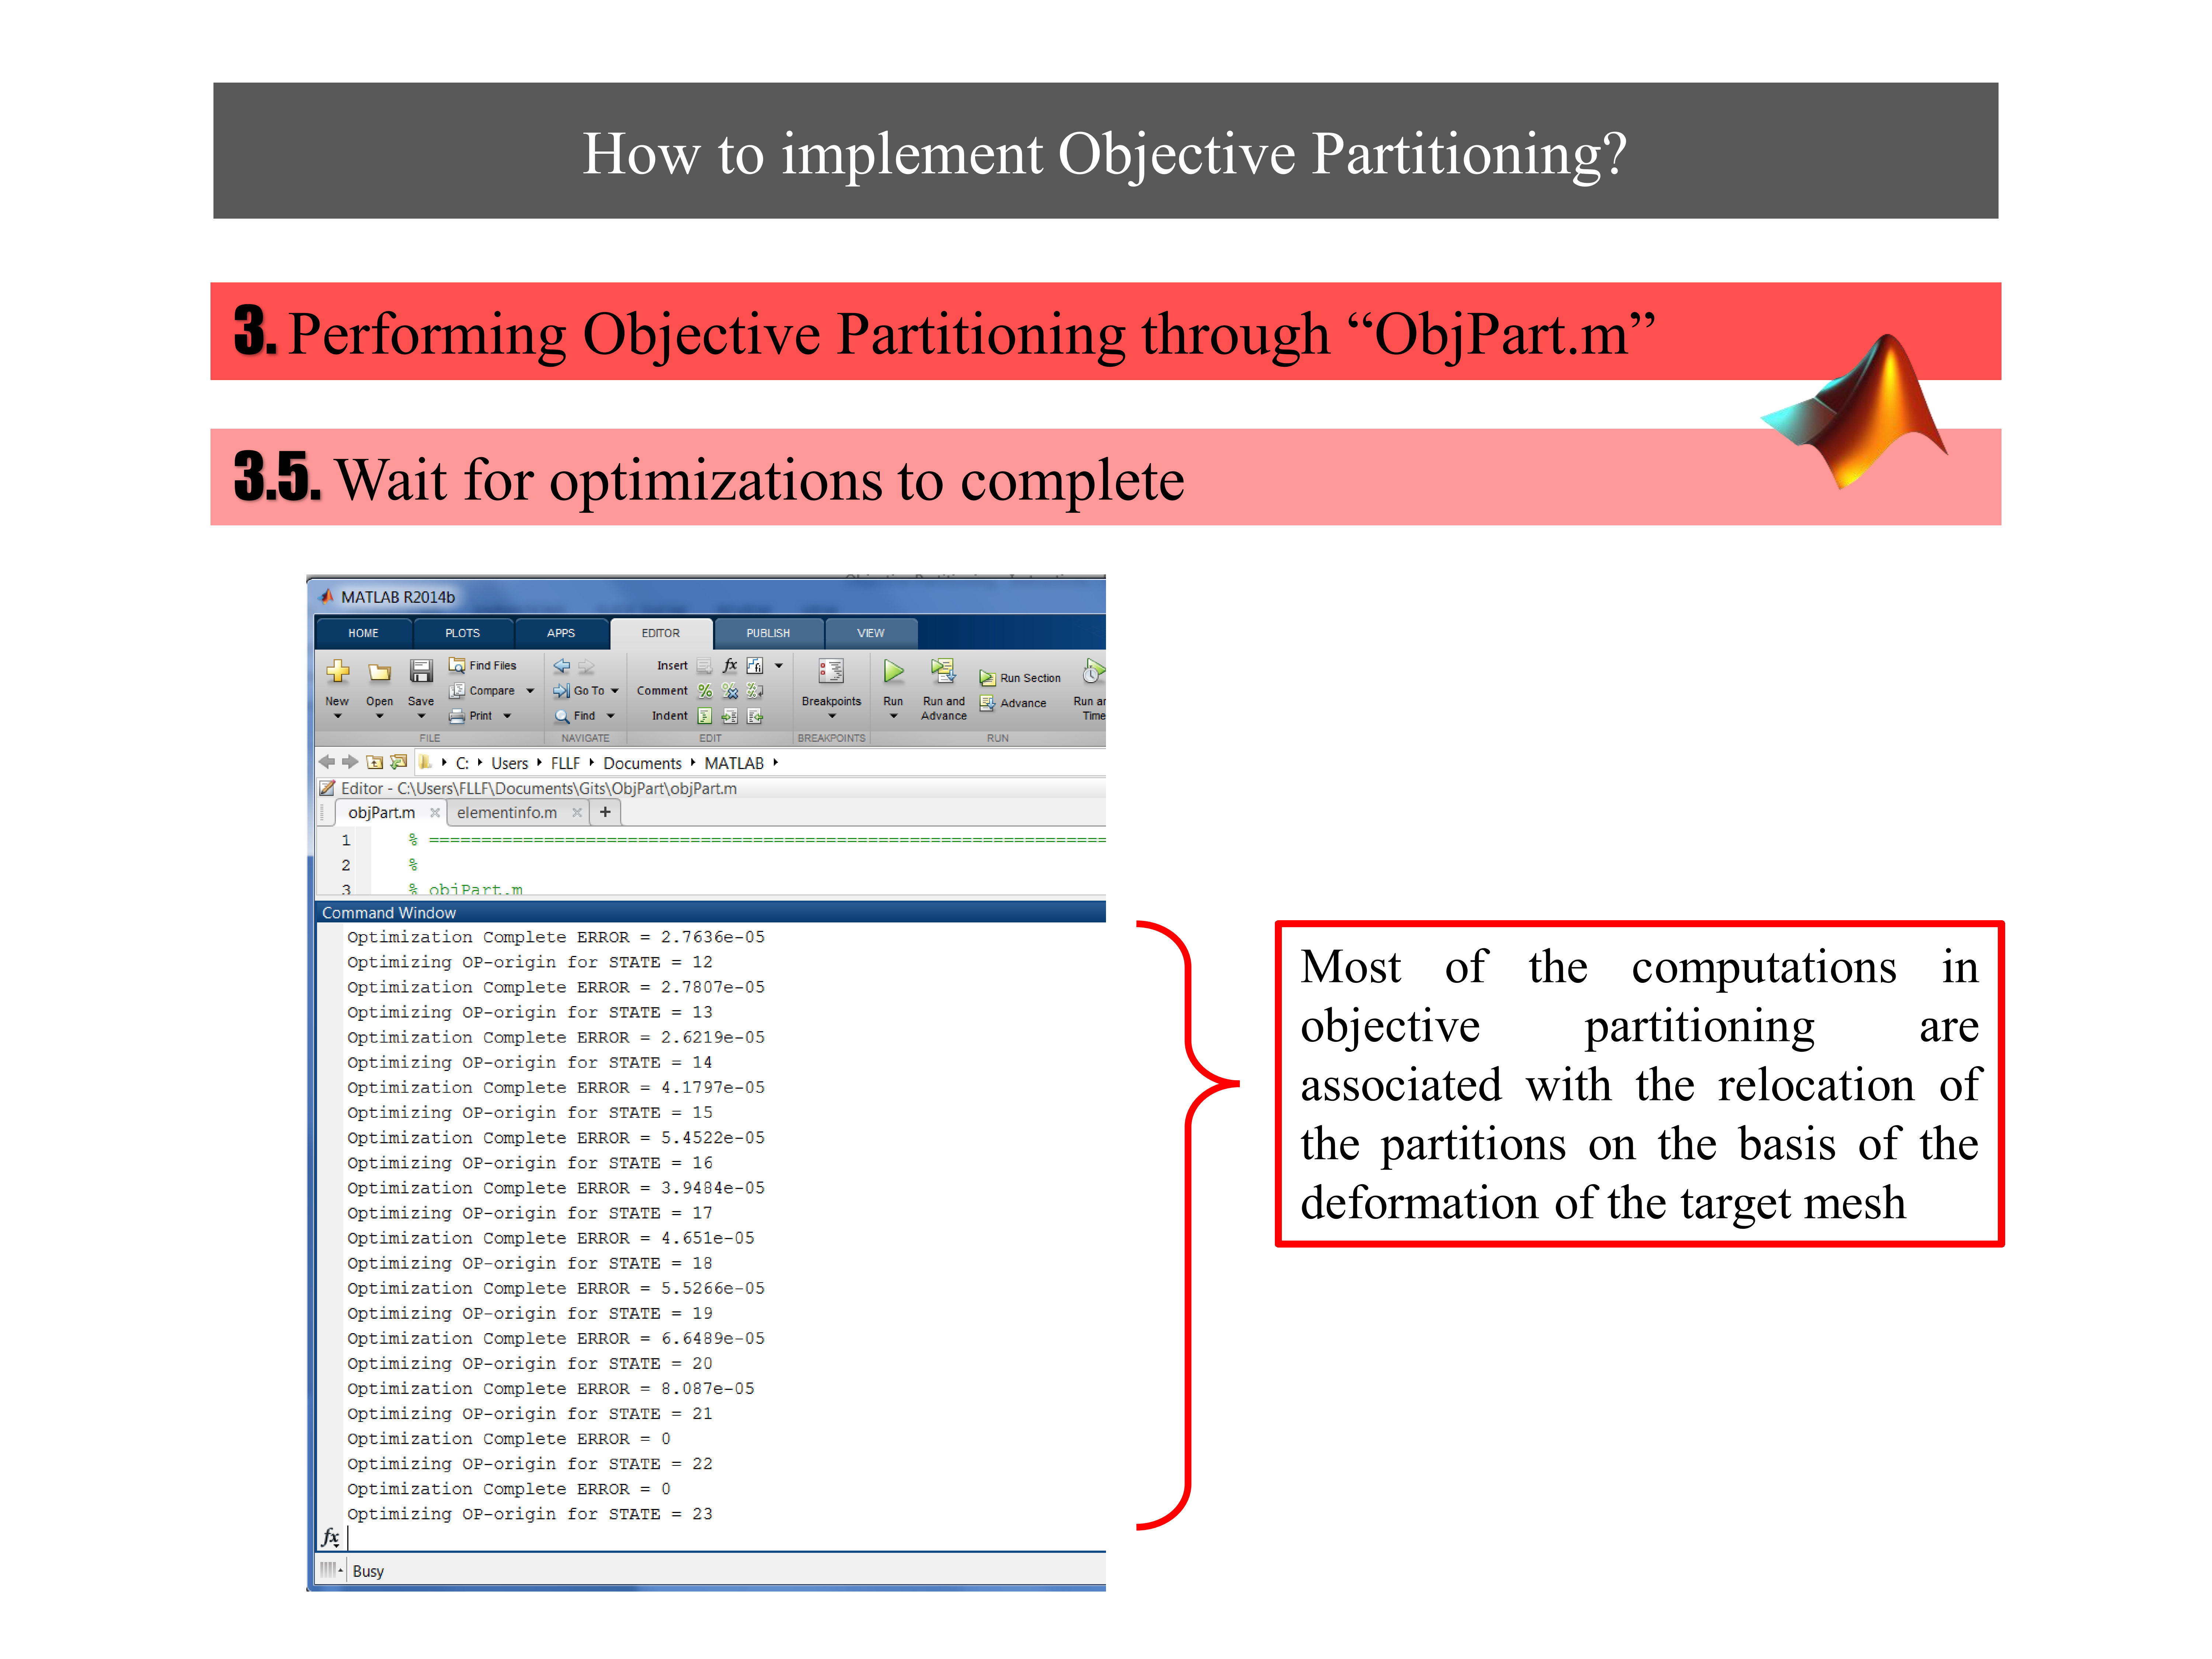 How to implement Objective Partitioning?
3. Performing Objective Partitioning through “ObjPart.m”
3.5. Wait for optimizations to complete
MATLAB R2014b
HOME PLOTS APPS EDITOR PUBLISH VIEW
Find Files Insert fx
Compare Go To Comment Run Section
New Open Save Print Find Indent Breakpoints Run Run and Advance Advance Run an Time
FILE NAVIGATE EDIT BREAKPOINTS RUN
C: Users FLLF Documents MATLAB
Editor - C:\Users\FLLF\Documents\Gits\ObjPart\objPart.m
objPart.m elementinfo.m +
1 % ================================================================
2 %
3 % objPart.m
Command Window
Optimization Complete ERROR = 2.7636e-05
Optimizing OP-origin for STATE = 12
Optimization Complete ERROR = 2.7807e-05
Optimizing OP-origin for STATE = 13
Optimization Complete ERROR = 2.6219e-05
Optimizing OP-origin for STATE = 14
Optimization Complete ERROR = 4.1797e-05
Optimizing OP-origin for STATE = 15
Optimization Complete ERROR = 5.4522e-05
Optimizing OP-origin for STATE = 16
Optimization Complete ERROR = 3.9484e-05
Optimizing OP-origin for STATE = 17
Optimization Complete ERROR = 4.651e-05
Optimizing OP-origin for STATE = 18
Optimization Complete ERROR = 5.5266e-05
Optimizing OP-origin for STATE = 19
Optimization Complete ERROR = 6.6489e-05
Optimizing OP-origin for STATE = 20
Optimization Complete ERROR = 8.087e-05
Optimizing OP-origin for STATE = 21
Optimization Complete ERROR = 0
Optimizing OP-origin for STATE = 22
Optimization Complete ERROR = 0
Optimizing OP-origin for STATE = 23
fx
Busy
Most of the computations in
objective partitioning are
associated with the relocation of
the partitions on the basis of the
deformation of the target mesh